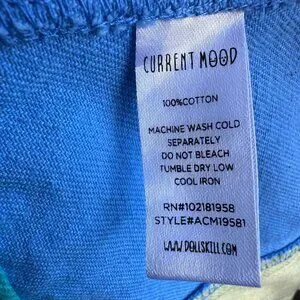 CURRENT MOOD
100%COTTON
MACHINE WASH COLD
SEPARATELY
DO NOT BLEACH
TUMBLE DRY LOW
COOL IRON
RN#102181958
STYLE#ACM19581
WWW.DOLLSKILL.COM